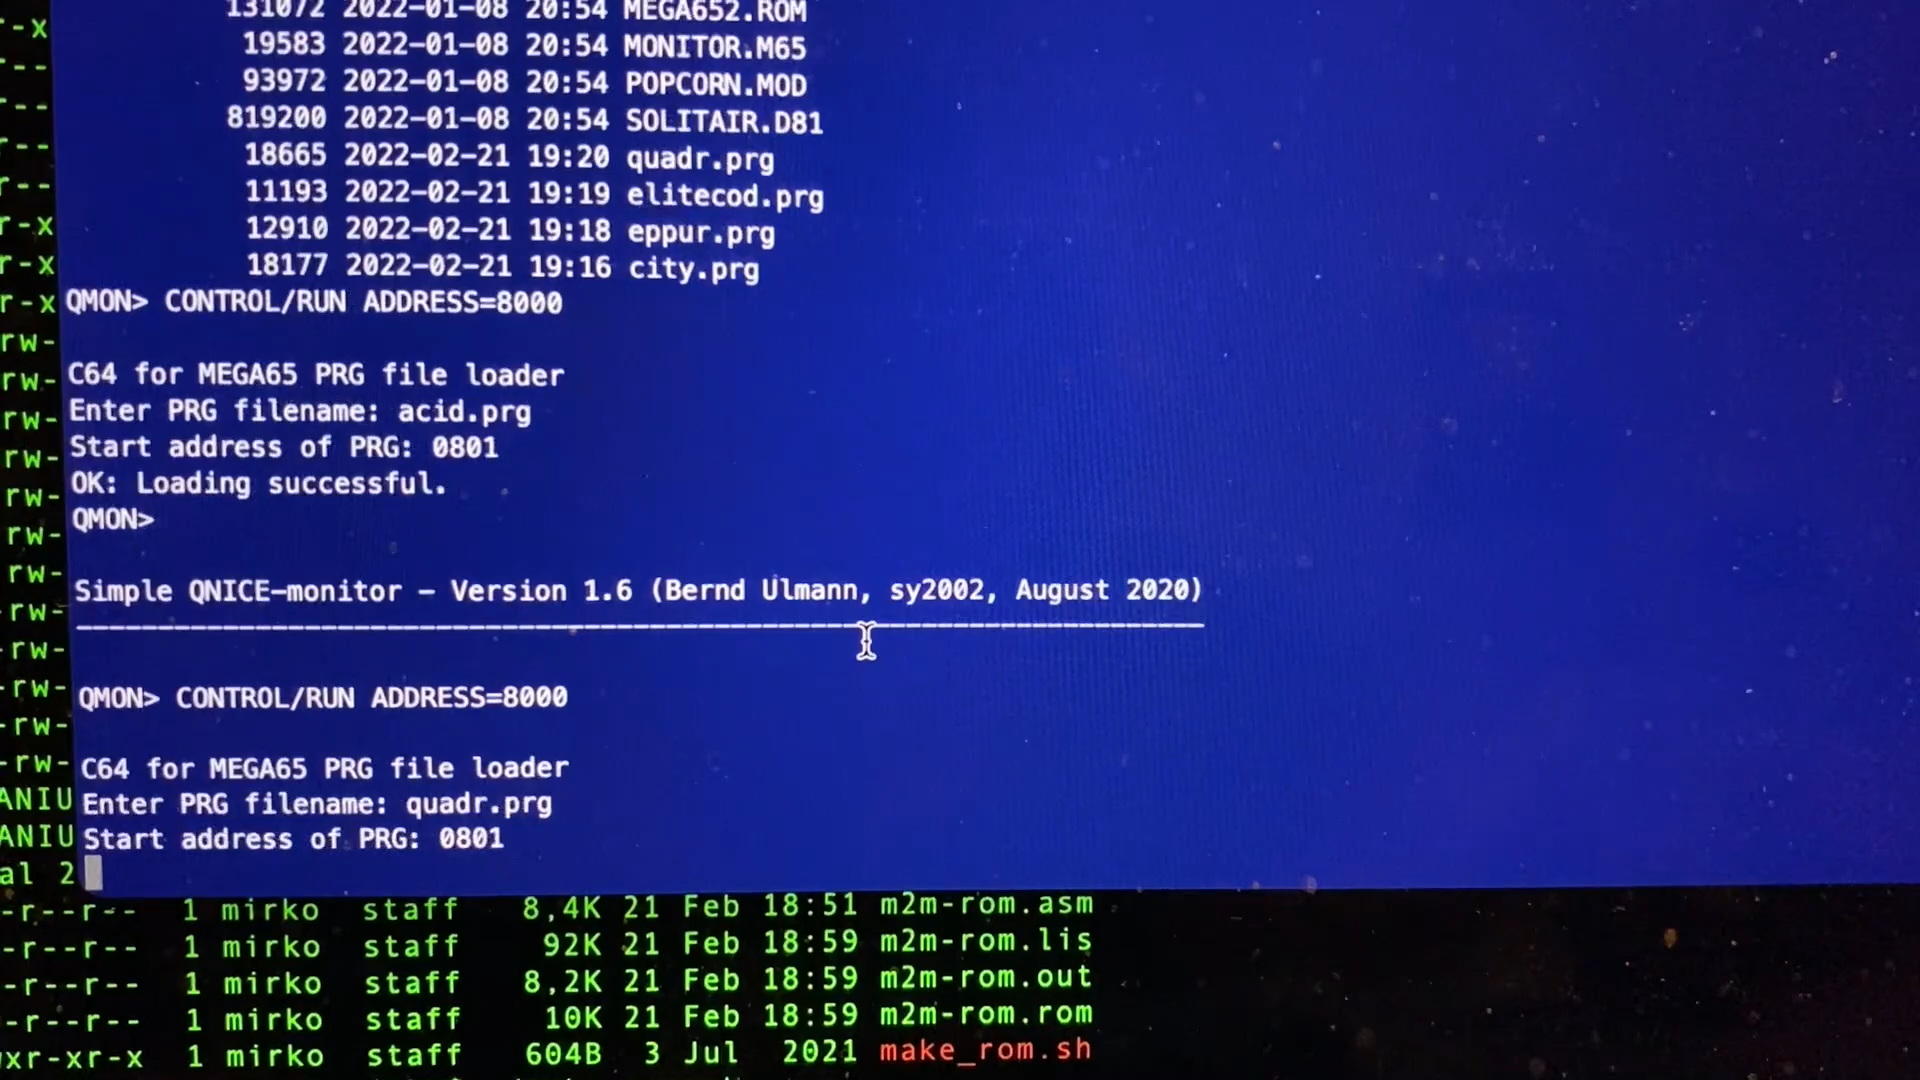 131072 2022-01-08 20:54 MEGA652.ROM
r-x 19583 2022-01-08 20:54 MONITOR.M65
r-- 93972 2022-01-08 20:54 POPCORN.MOD
r-- 819200 2022-01-08 20:54 SOLITAIR.D81
r-- 18665 2022-02-21 19:20 quadr.prg
r-- 11193 2022-02-21 19:19 elitecod.prg
r-x 12910 2022-02-21 19:18 eppur.prg
r-x 18177 2022-02-21 19:16 city.prg
r-x QMON> CONTROL/RUN ADDRESS=8000
rw-
rw- C64 for MEGA65 PRG file loader
rw- Enter PRG filename: acid.prg
rw- Start address of PRG: 0801
rw- OK: Loading successful.
rw- QMON>
rw-
rw- Simple QNICE-monitor - Version 1.6 (Bernd Ulmann, sy2002, August 2020)
rw- --------------------------------------------------------------------
-rw- QMON> CONTROL/RUN ADDRESS=8000
-rw-
-rw- C64 for MEGA65 PRG file loader
ANIU Enter PRG filename: quadr.prg
ANIU Start address of PRG: 0801
al 2
-r--r-- 1 mirko staff 8,4K 21 Feb 18:51 m2m-rom.asm
-r--r-- 1 mirko staff 92K 21 Feb 18:59 m2m-rom.lis
-r--r-- 1 mirko staff 8,2K 21 Feb 18:59 m2m-rom.out
-r--r-- 1 mirko staff 10K 21 Feb 18:59 m2m-rom.rom
xr-xr-x 1 mirko staff 604B 3 Jul 2021 make_rom.sh